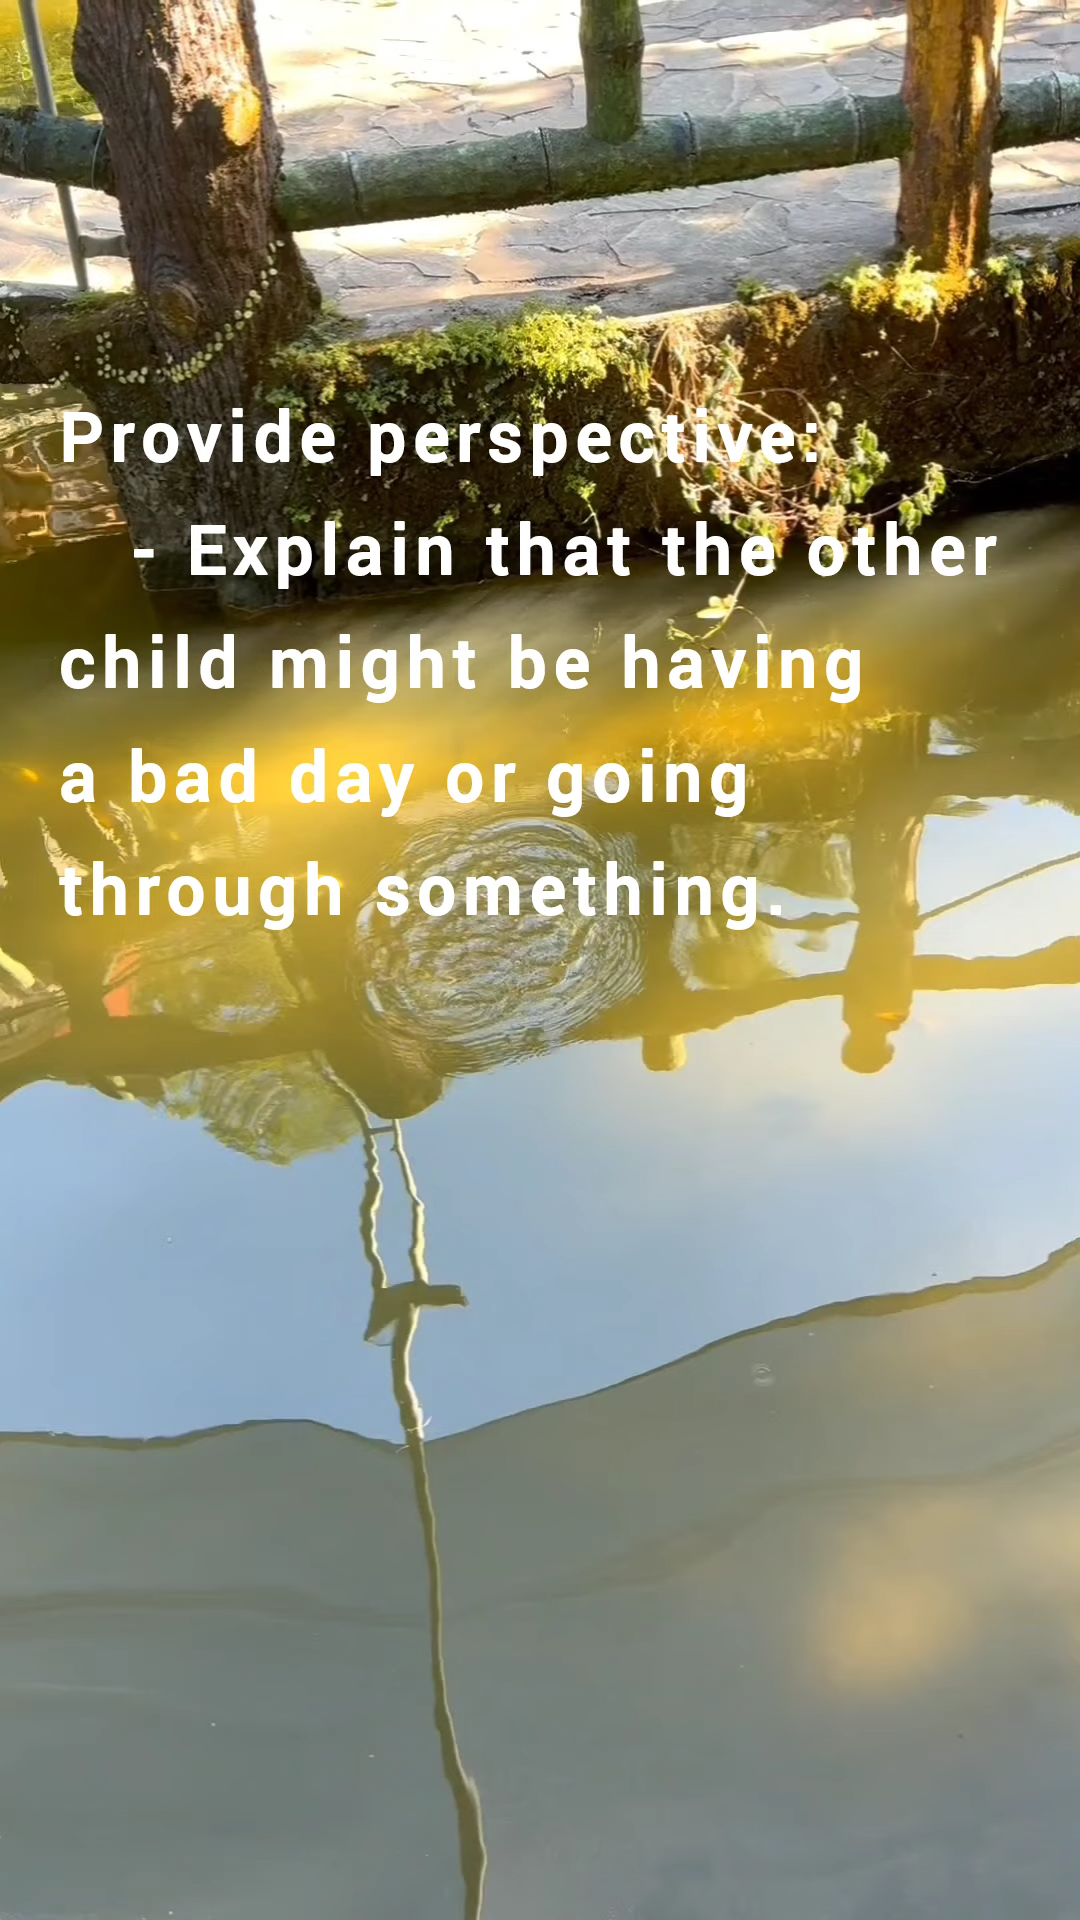 Provide perspective:
- Explain that the other
child might be having
a bad day or going
through something.